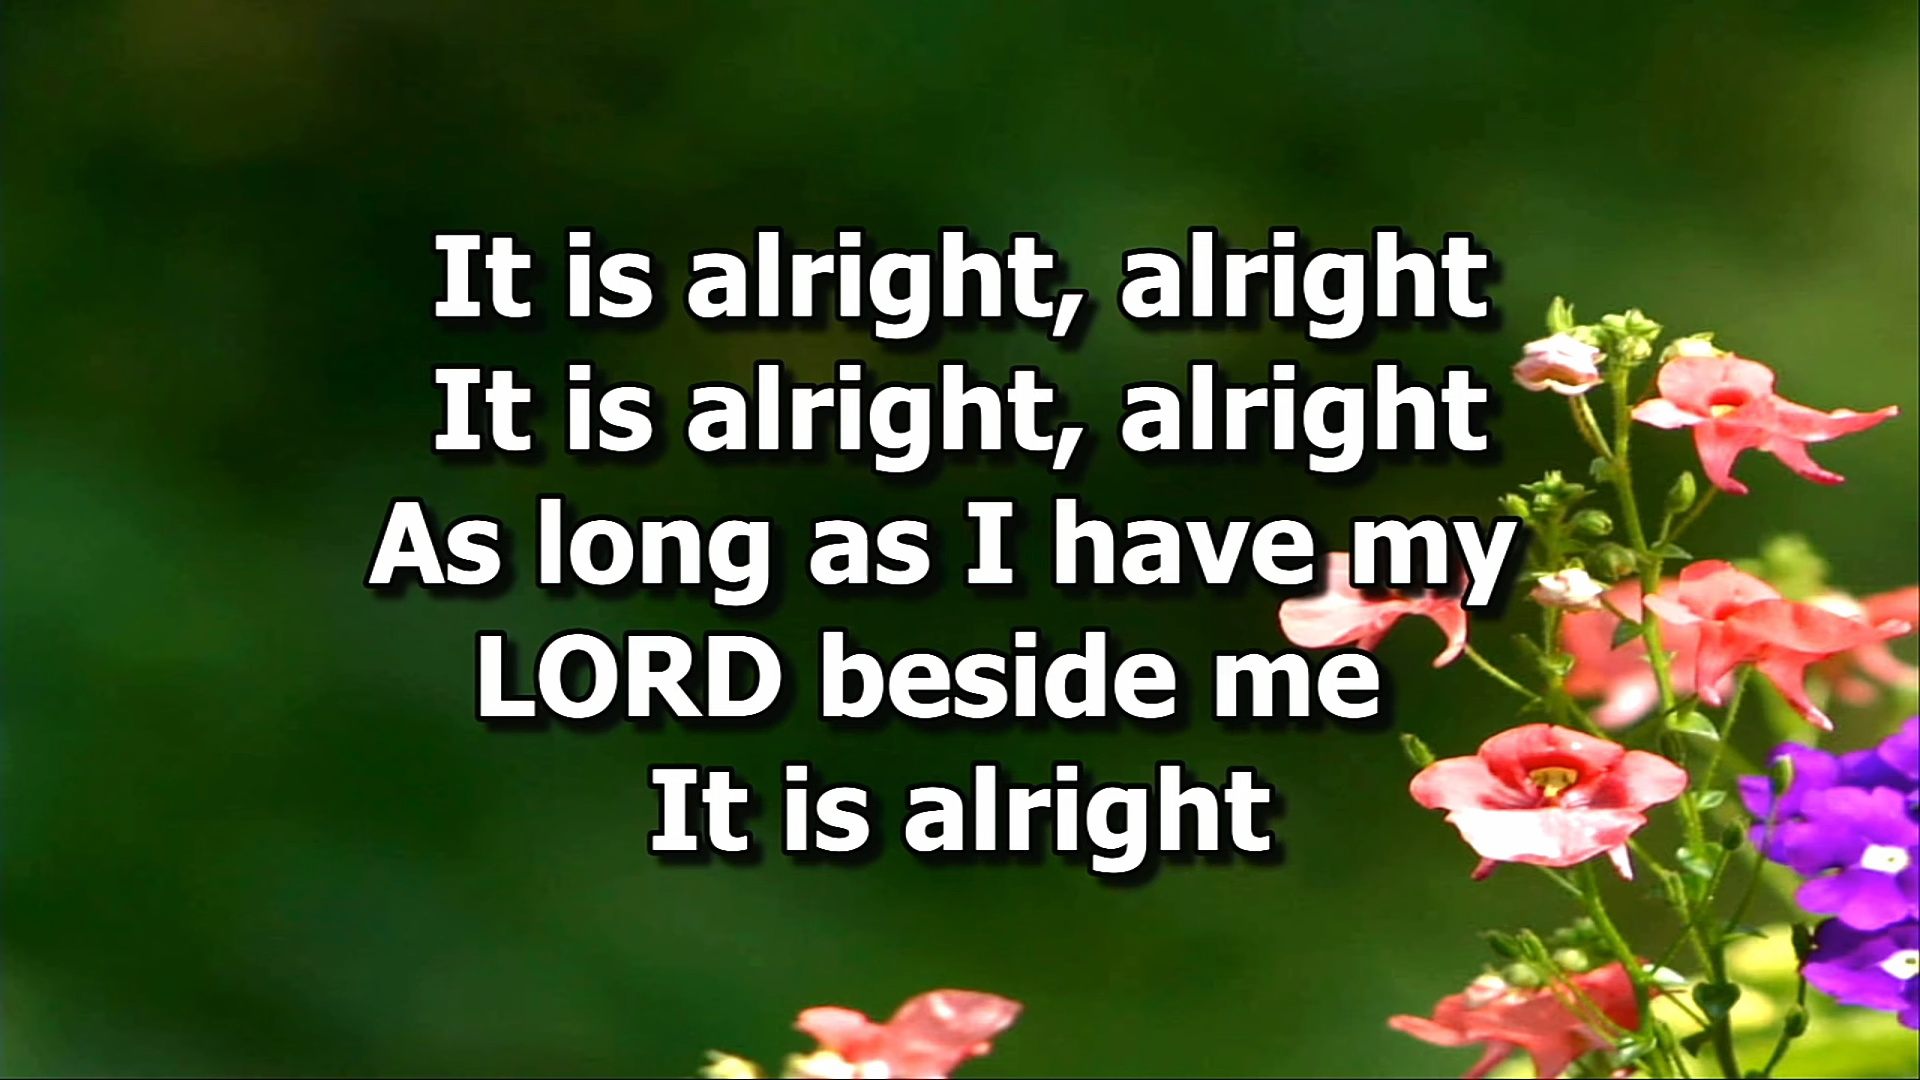 It is alright, alright
It is alright, alright
As long as I have my
LORD beside me
It is alright